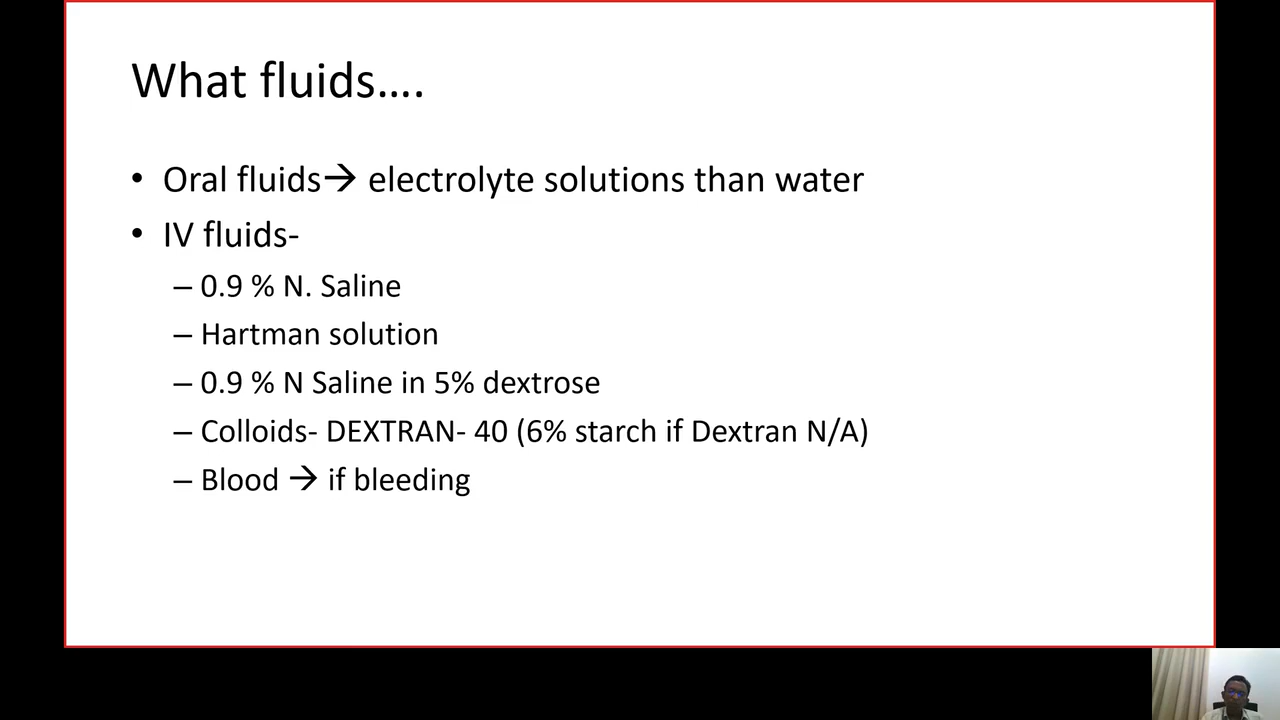 What fluids....
• Oral fluids→ electrolyte solutions than water
• IV fluids-
– 0.9 % N. Saline
– Hartman solution
– 0.9 % N Saline in 5% dextrose
– Colloids- DEXTRAN- 40 (6% starch if Dextran N/A)
– Blood → if bleeding